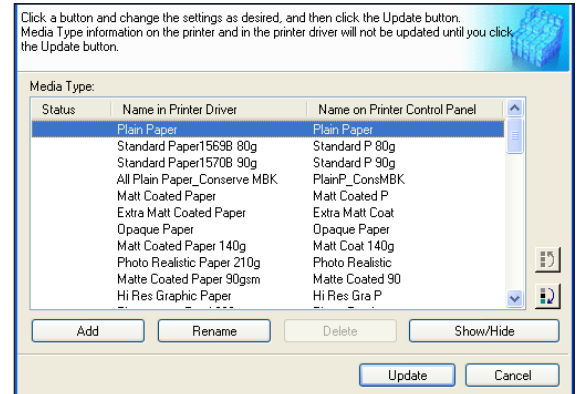 Click a button and change the settings as desired, and then click the Update button.
Media Type information on the printer and in the printer driver will not be updated until you click
the Update button.
Media Type:
Status Name in Printer Driver Name on Printer Control Panel
Plain Paper Plain Paper
Standard Paper1569B 80g Standard P 80g
Standard Paper1570B 90g Standard P 90g
All Plain Paper_Conserve MBK PlainP_ConsMBK
Matt Coated Paper Matt Coated P
Extra Matt Coated Paper Extra Matt Coat
Opaque Paper Opaque Paper
Matt Coated Paper 140g Matt Coat 140g
Photo Realistic Paper 210g Photo Realistic
Matte Coated Paper 90gsm Matte Coated 90
Hi Res Graphic Paper Hi Res Gra P
Add Rename Delete Show/Hide
Update Cancel